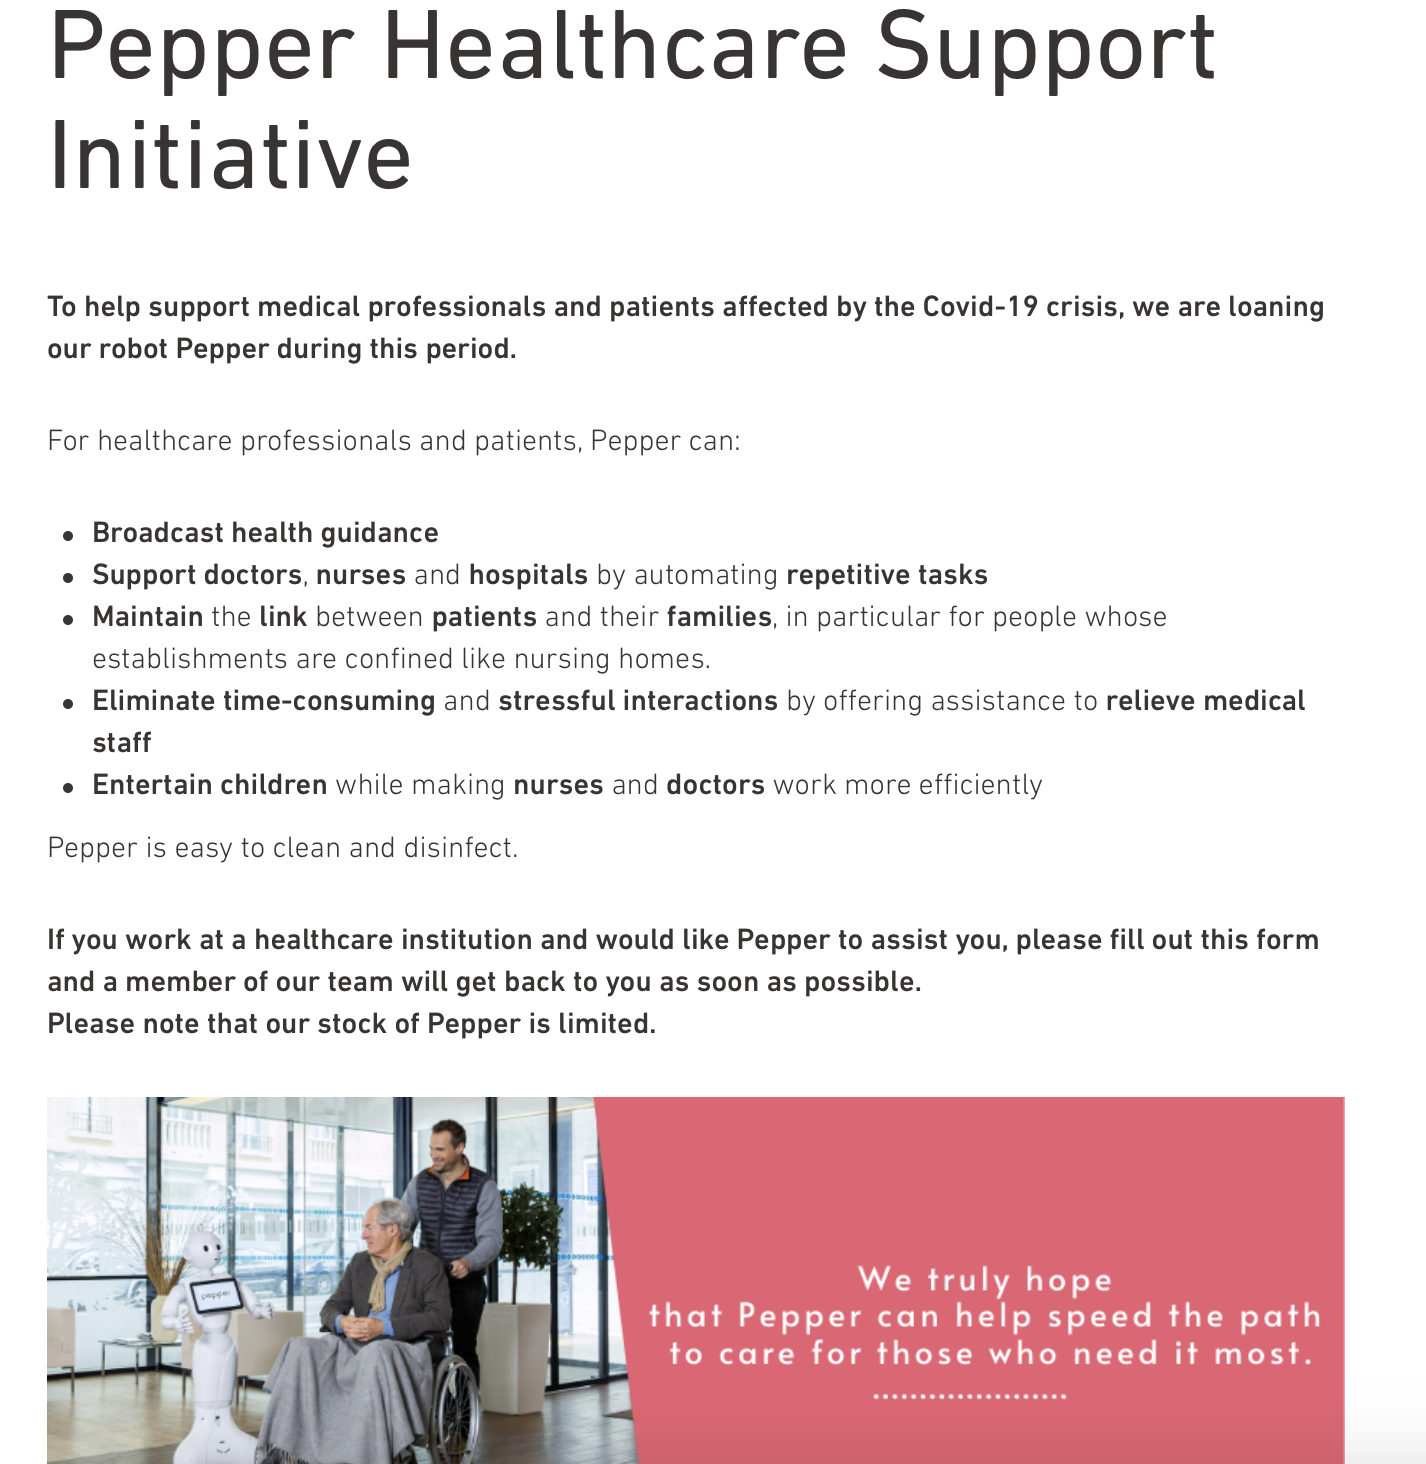 Pepper Healthcare Support
Initiative
To help support medical professionals and patients affected by the Covid-19 crisis, we are loaning
our robot Pepper during this period.
For healthcare professionals and patients, Pepper can:
• Broadcast health guidance
• Support doctors, nurses and hospitals by automating repetitive tasks
• Maintain the link between patients and their families, in particular for people whose
establishments are confined like nursing homes.
• Eliminate time-consuming and stressful interactions by offering assistance to relieve medical
staff
• Entertain children while making nurses and doctors work more efficiently
Pepper is easy to clean and disinfect.
If you work at a healthcare institution and would like Pepper to assist you, please fill out this form
and a member of our team will get back to you as soon as possible.
Please note that our stock of Pepper is limited.
pepper
We truly hope
that Pepper can help speed the path
to care for those who need it most.